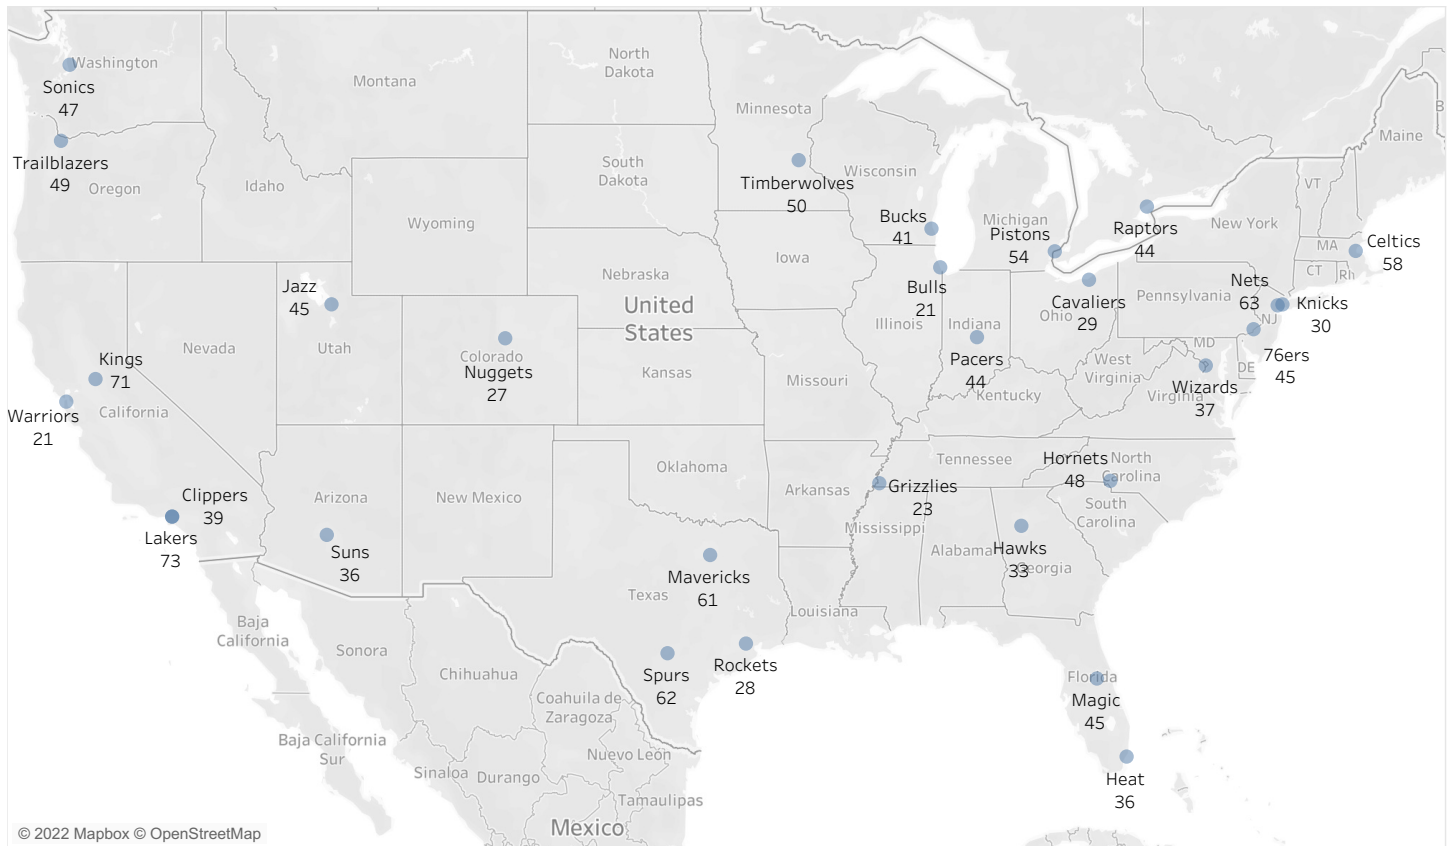 Washington
Sonics
47
Trailblazers
49
Oregon
Idaho
Montana
Wyoming
North
Dakota
South
Dakota
Nebraska
United
States
Kansas
Minnesota
Timberwolves
50
Wisconsin
Bucks
41
Iowa
Michigan
Pistons
54
Bulls
21
Illinois
Indiana
Pacers
44
Ohio
Cavaliers
29
Raptors
44
New York
VT
Maine
B
MA
CT
Celtics
58
Nets
63
Knicks
30
NJ
Pennsylvania
76ers
45
MD
DE
West
Virginia
Virginia
Wizards
37
Kentucky
Missouri
Jazz
45
Utah
Nevada
Kings
71
California
Warriors
21
Colorado
Nuggets
27
Clippers
39
Lakers
73
Arizona
Suns
36
New Mexico
Oklahoma
Arkansas
Tennessee
Grizzlies
23
Mississippi
Alabama
Hornets
48
North
Carolina
South
Carolina
Hawks
33
Georgia
Mavericks
61
Texas
Louisiana
Spurs
62
Rockets
28
Florida
Magic
45
Heat
36
Baja
California
Sonora
Chihuahua
Coahuila de
Zaragoza
Baja California
Sur
Sinaloa
Durango
Nuevo León
Tamaulipas
Mexico
© 2022 Mapbox © OpenStreetMap